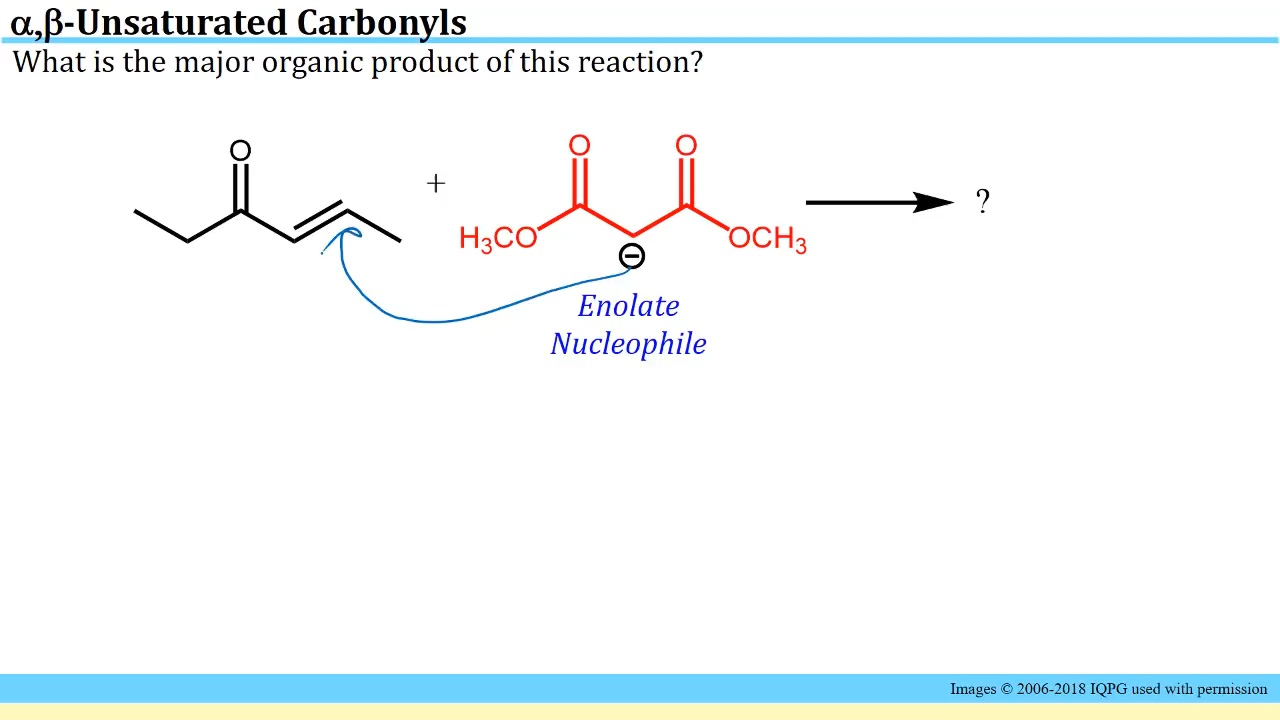 α,β-Unsaturated Carbonyls
What is the major organic product of this reaction?
O + O O ?
H₃CO ⊖ OCH₃
Enolate
Nucleophile
Images © 2006-2018 IQPG used with permission